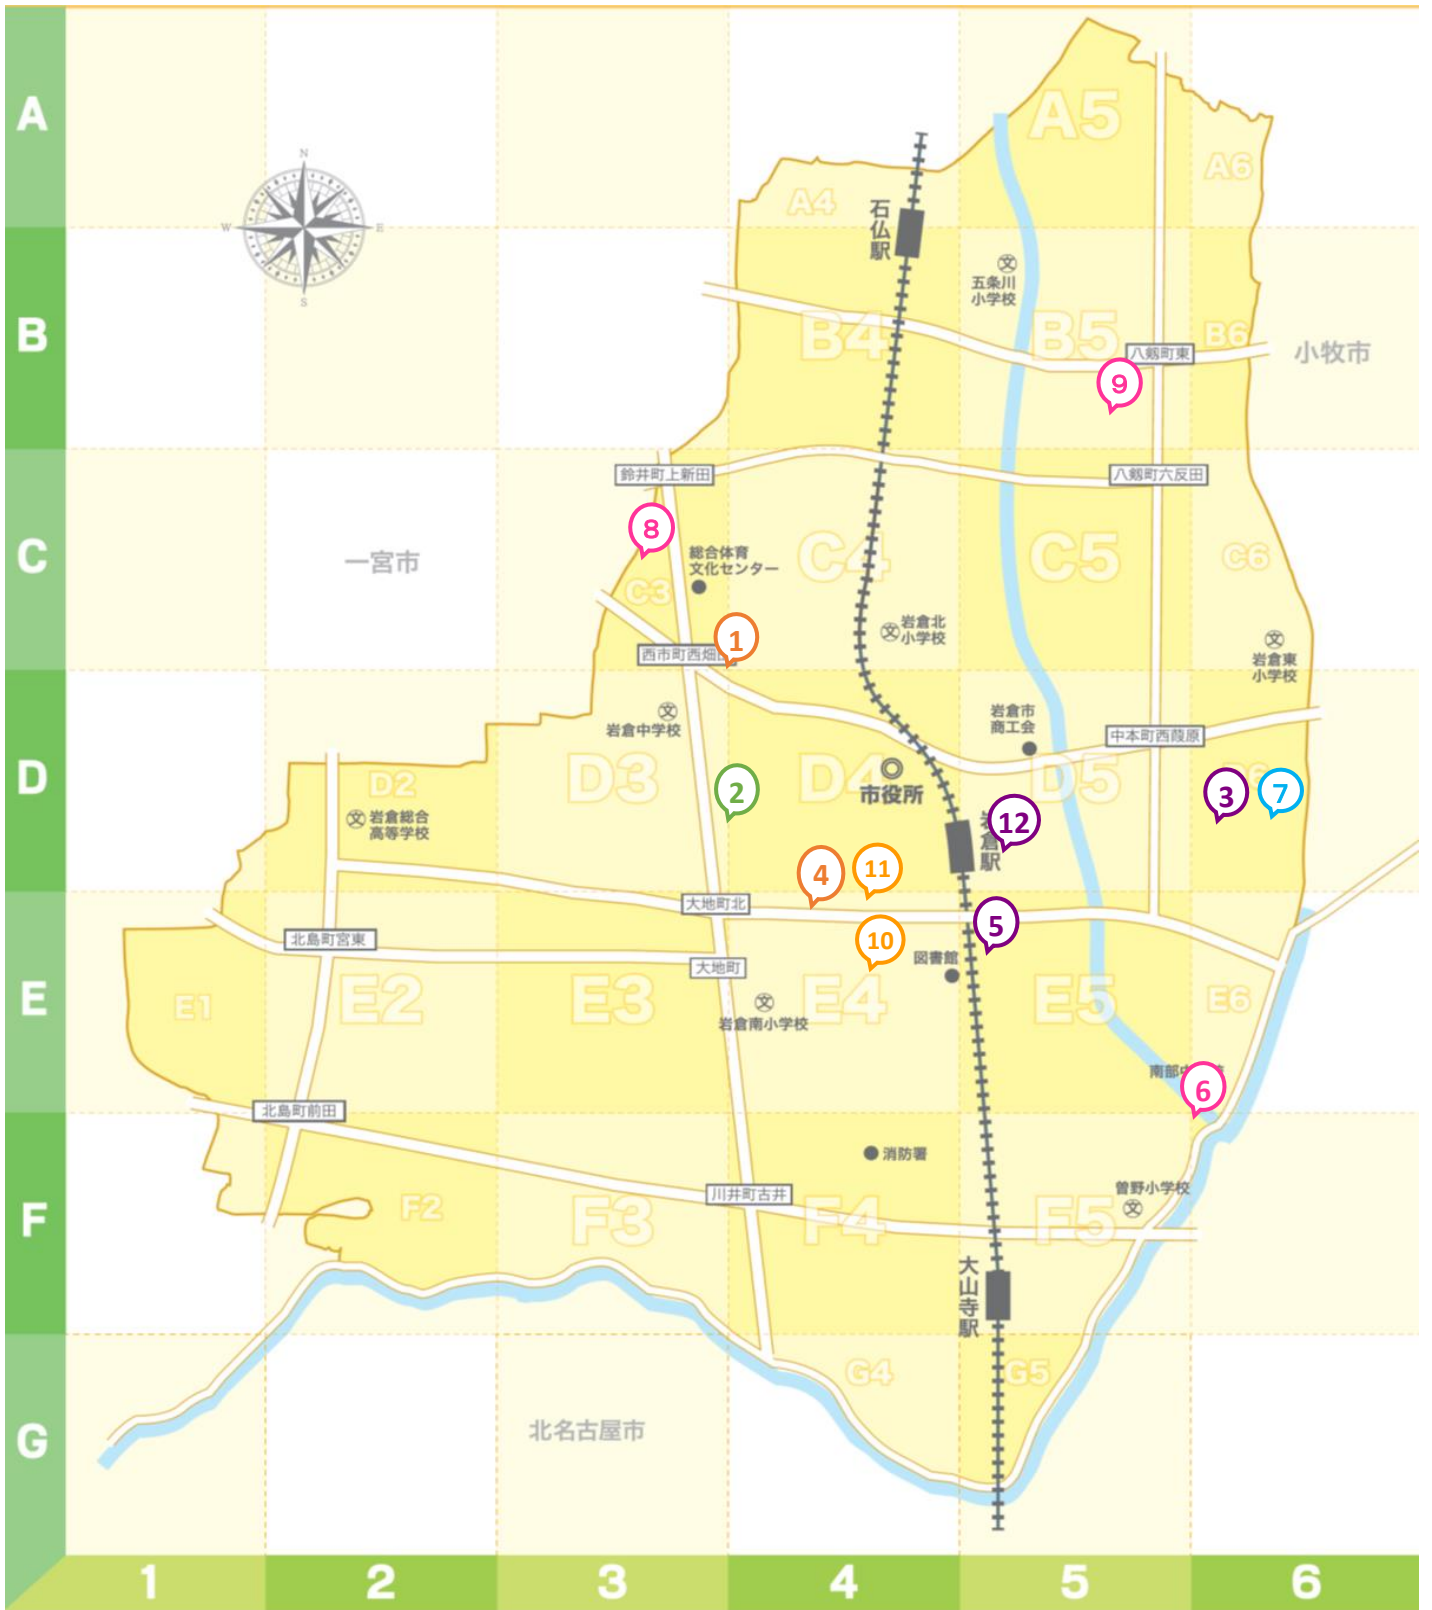 A
A5
A6
A4
N
W
E
S
石仏駅
B
五条川
小学校
B4
B5
B6
八剱町東
小牧市
9
鈴井町上新田
八剱町六反田
C
8
総合体育
文化センター
一宮市
C3
C4
C5
C6
岩倉北
小学校
1
西市町西畑
岩倉東
小学校
岩倉中学校
岩倉市
商工会
中本町西葭原
D
D2
D3
D4
D5
市役所
2
3
7
岩倉総合
高等学校
12
岩倉駅
4
11
大地町北
5
10
北島町宮東
図書館
大地町
E
E1
E2
E3
E4
E5
E6
岩倉南小学校
南部中
6
北島町前田
消防署
曽野小学校
川井町古井
F
F2
F3
F4
F5
大山寺駅
G4
G5
G
北名古屋市
1
2
3
4
5
6